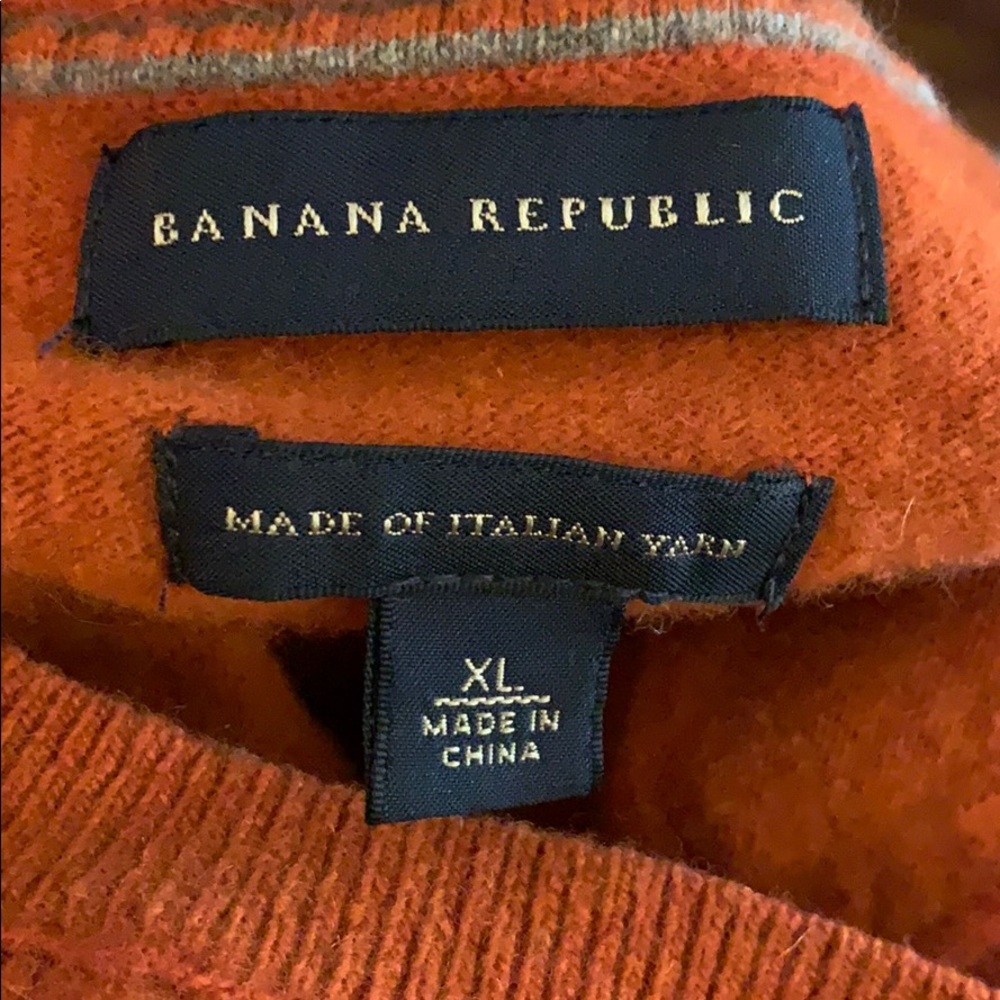 BANANA REPUBLIC
MADE OF ITALIAN YARN
XL
MADE IN
CHINA